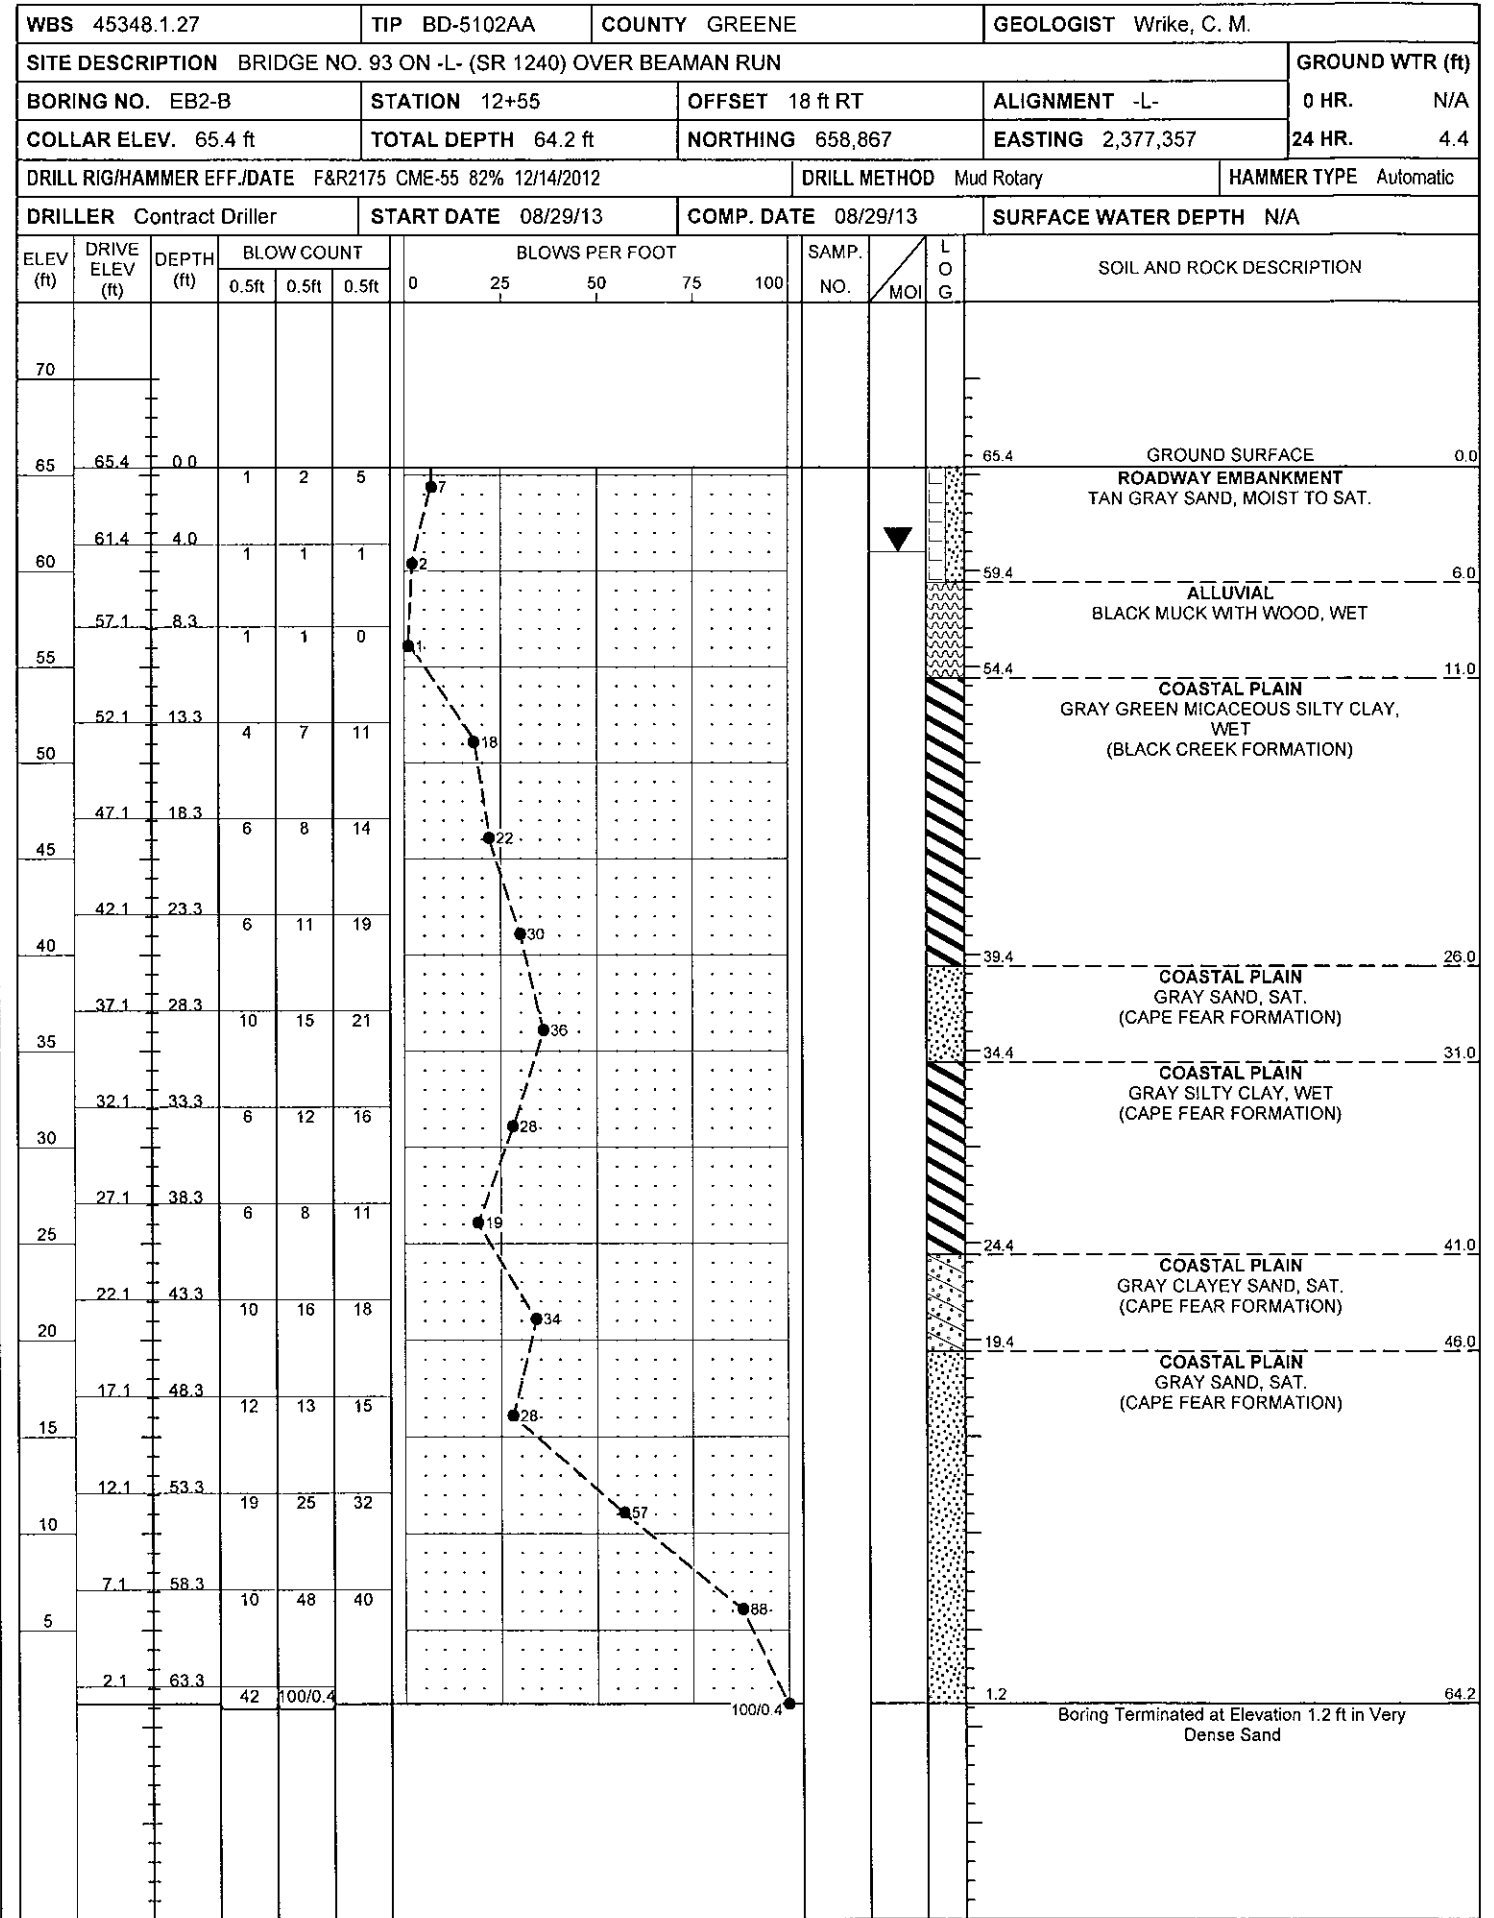 WBS 45348.1.27 TIP BD-5102AA COUNTY GREENE GEOLOGIST Wrike, C. M.
SITE DESCRIPTION BRIDGE NO. 93 ON -L- (SR 1240) OVER BEAMAN RUN GROUND WTR (ft)
BORING NO. EB2-B STATION 12+55 OFFSET 18 ft RT ALIGNMENT -L- 0 HR. N/A
COLLAR ELEV. 65.4 ft TOTAL DEPTH 64.2 ft NORTHING 658,867 EASTING 2,377,357 24 HR. 4.4
DRILL RIG/HAMMER EFF./DATE F&R2175 CME-55 82% 12/14/2012 DRILL METHOD Mud Rotary HAMMER TYPE Automatic
DRILLER Contract Driller START DATE 08/29/13 COMP. DATE 08/29/13 SURFACE WATER DEPTH N/A
ELEV (ft) DRIVE ELEV (ft) DEPTH (ft) BLOW COUNT BLOWS PER FOOT SAMP. NO. MOI LOG SOIL AND ROCK DESCRIPTION
0.5ft 0.5ft 0.5ft 0 25 50 75 100
70
65.4 GROUND SURFACE 0.0
65 65.4 0.0 1 2 5 7
ROADWAY EMBANKMENT
TAN GRAY SAND, MOIST TO SAT.
61.4 4.0 1 1 1 2
60
59.4 6.0
ALLUVIAL
BLACK MUCK WITH WOOD, WET
57.1 8.3 1 1 0 1
55
54.4 11.0
COASTAL PLAIN
GRAY GREEN MICACEOUS SILTY CLAY,
WET
(BLACK CREEK FORMATION)
52.1 13.3 4 7 11 18
50
47.1 18.3 6 8 14 22
45
42.1 23.3 6 11 19 30
40
39.4 26.0
COASTAL PLAIN
GRAY SAND, SAT.
(CAPE FEAR FORMATION)
37.1 28.3 10 15 21 36
35
34.4 31.0
COASTAL PLAIN
GRAY SILTY CLAY, WET
(CAPE FEAR FORMATION)
32.1 33.3 6 12 16 28
30
27.1 38.3 6 8 11 19
25
24.4 41.0
COASTAL PLAIN
GRAY CLAYEY SAND, SAT.
(CAPE FEAR FORMATION)
22.1 43.3 10 16 18 34
20
19.4 46.0
COASTAL PLAIN
GRAY SAND, SAT.
(CAPE FEAR FORMATION)
17.1 48.3 12 13 15 28
15
12.1 53.3 19 25 32 57
10
7.1 58.3 10 48 40 88
5
2.1 63.3 42 100/0.4 100/0.4
1.2 64.2
Boring Terminated at Elevation 1.2 ft in Very
Dense Sand